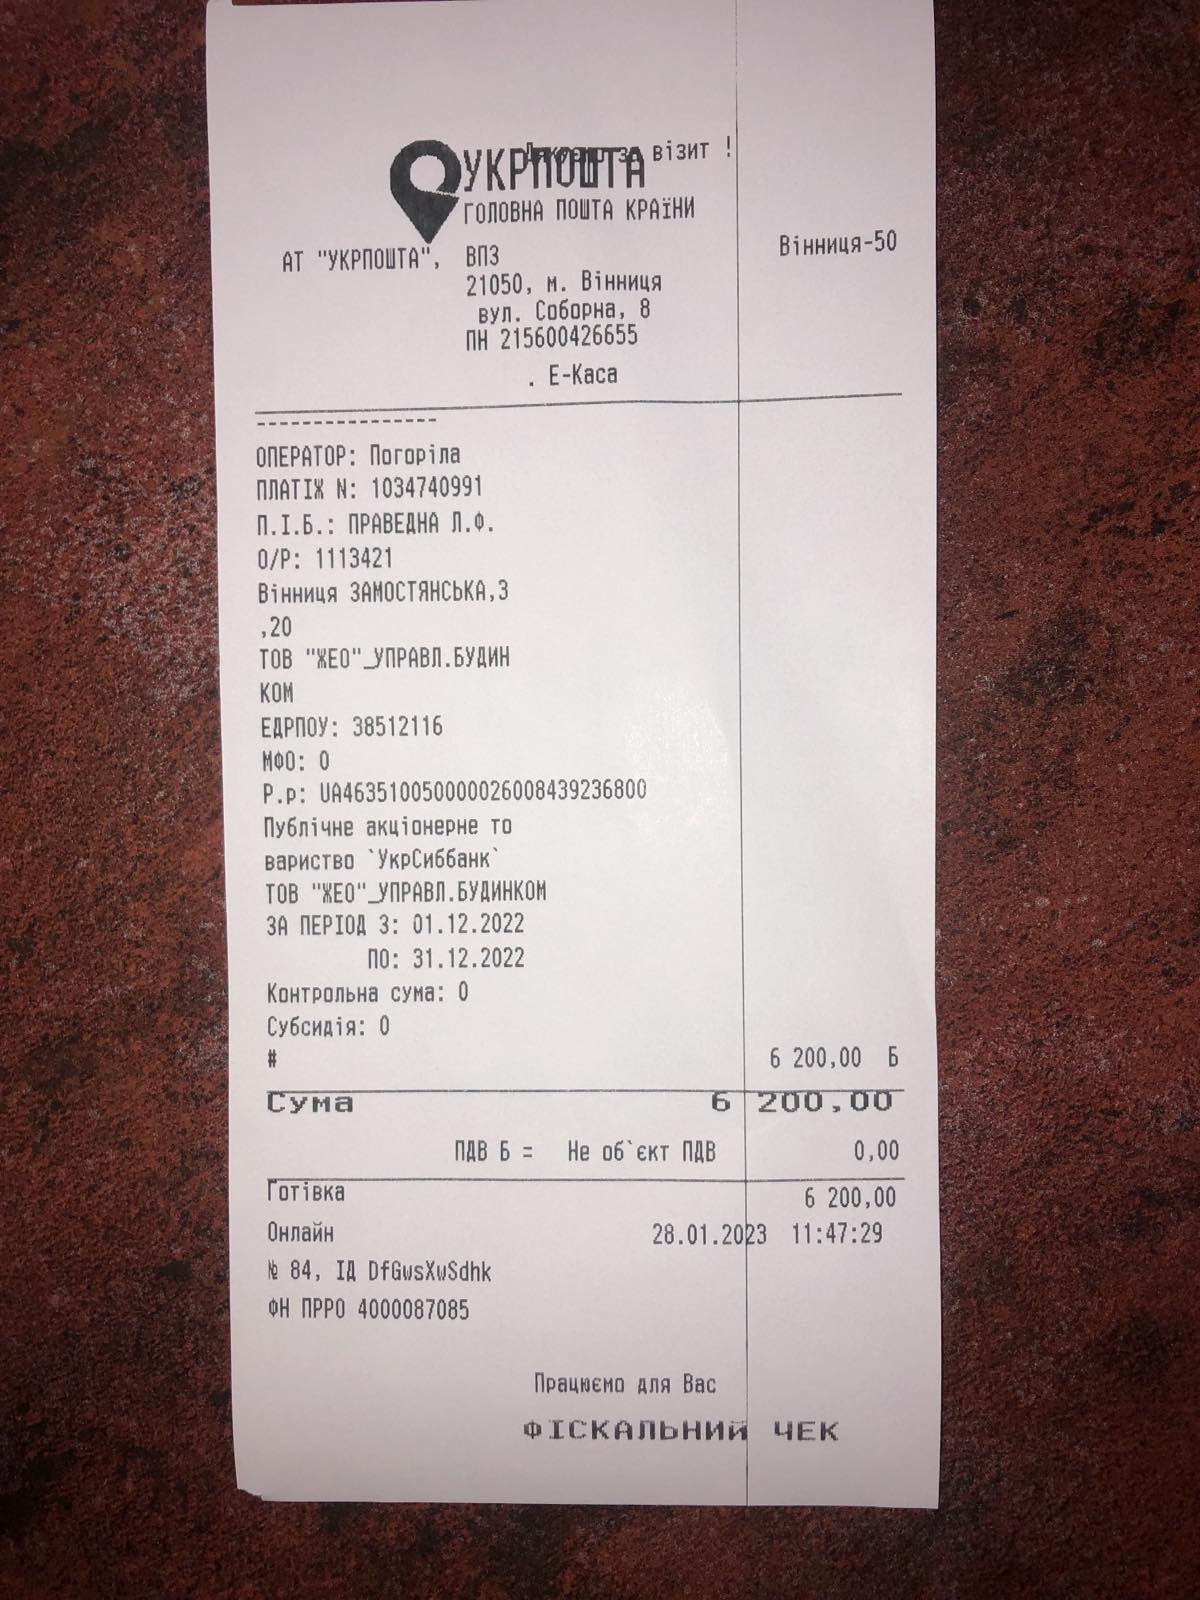 Дякуємо за візит !
УКРПОШТА
ГОЛОВНА ПОШТА КРАЇНИ
АТ "УКРПОШТА", ВПЗ Вінниця-50
21050, м. Вінниця
вул. Соборна, 8
ПН 215600426655
. Е-Каса
----------------
ОПЕРАТОР: Погоріла
ПЛАТІЖ N: 1034740991
П.І.Б.: ПРАВЕДНА Л.Ф.
О/Р: 1113421
Вінниця ЗАМОСТЯНСЬКА,3
,20
ТОВ "ЖЕО"_УПРАВЛ.БУДИН
КОМ
ЕДРПОУ: 38512116
МФО: 0
Р.р: UA463510050000026008439236800
Публічне акціонерне то
вариство `УкрСиббанк`
ТОВ "ЖЕО"_УПРАВЛ.БУДИНКОМ
ЗА ПЕРІОД З: 01.12.2022
ПО: 31.12.2022
Контрольна сума: 0
Субсидія: 0
# 6 200,00 Б
Сума 6 200,00
ПДВ Б = Не об`єкт ПДВ 0,00
Готівка 6 200,00
Онлайн 28.01.2023 11:47:29
№ 84, ІД DfGwsXwSdhk
ФН ПРРО 4000087085
Працюємо для Вас
ФІСКАЛЬНИЙ ЧЕК